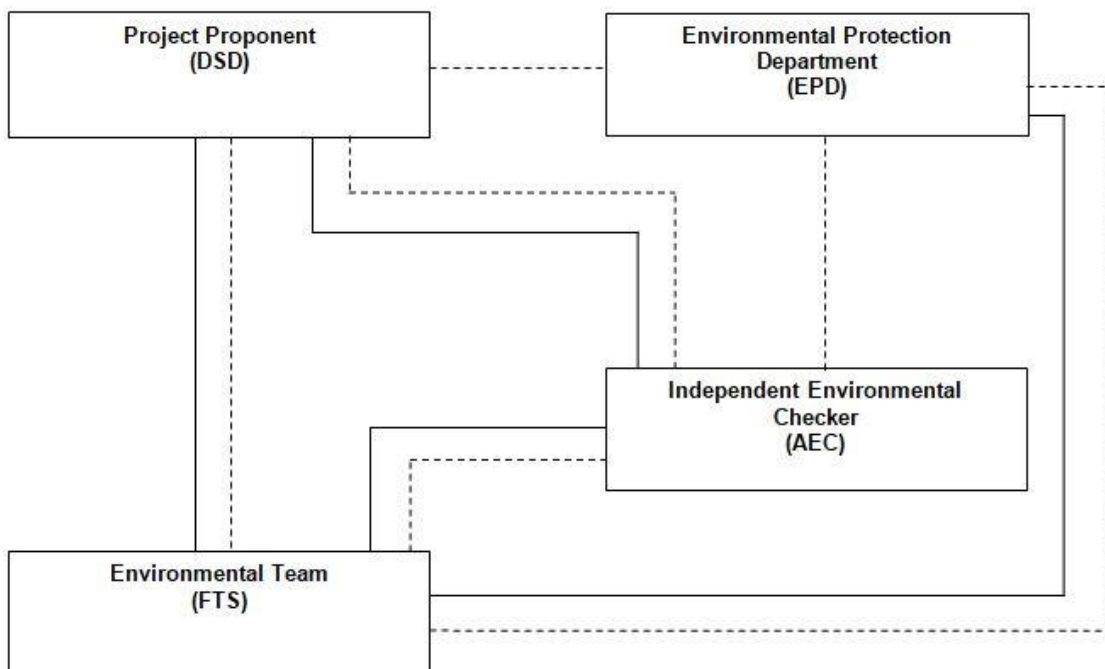 Project Proponent
(DSD)
Environmental Protection
Department
(EPD)
Independent Environmental
Checker
(AEC)
Environmental Team
(FTS)